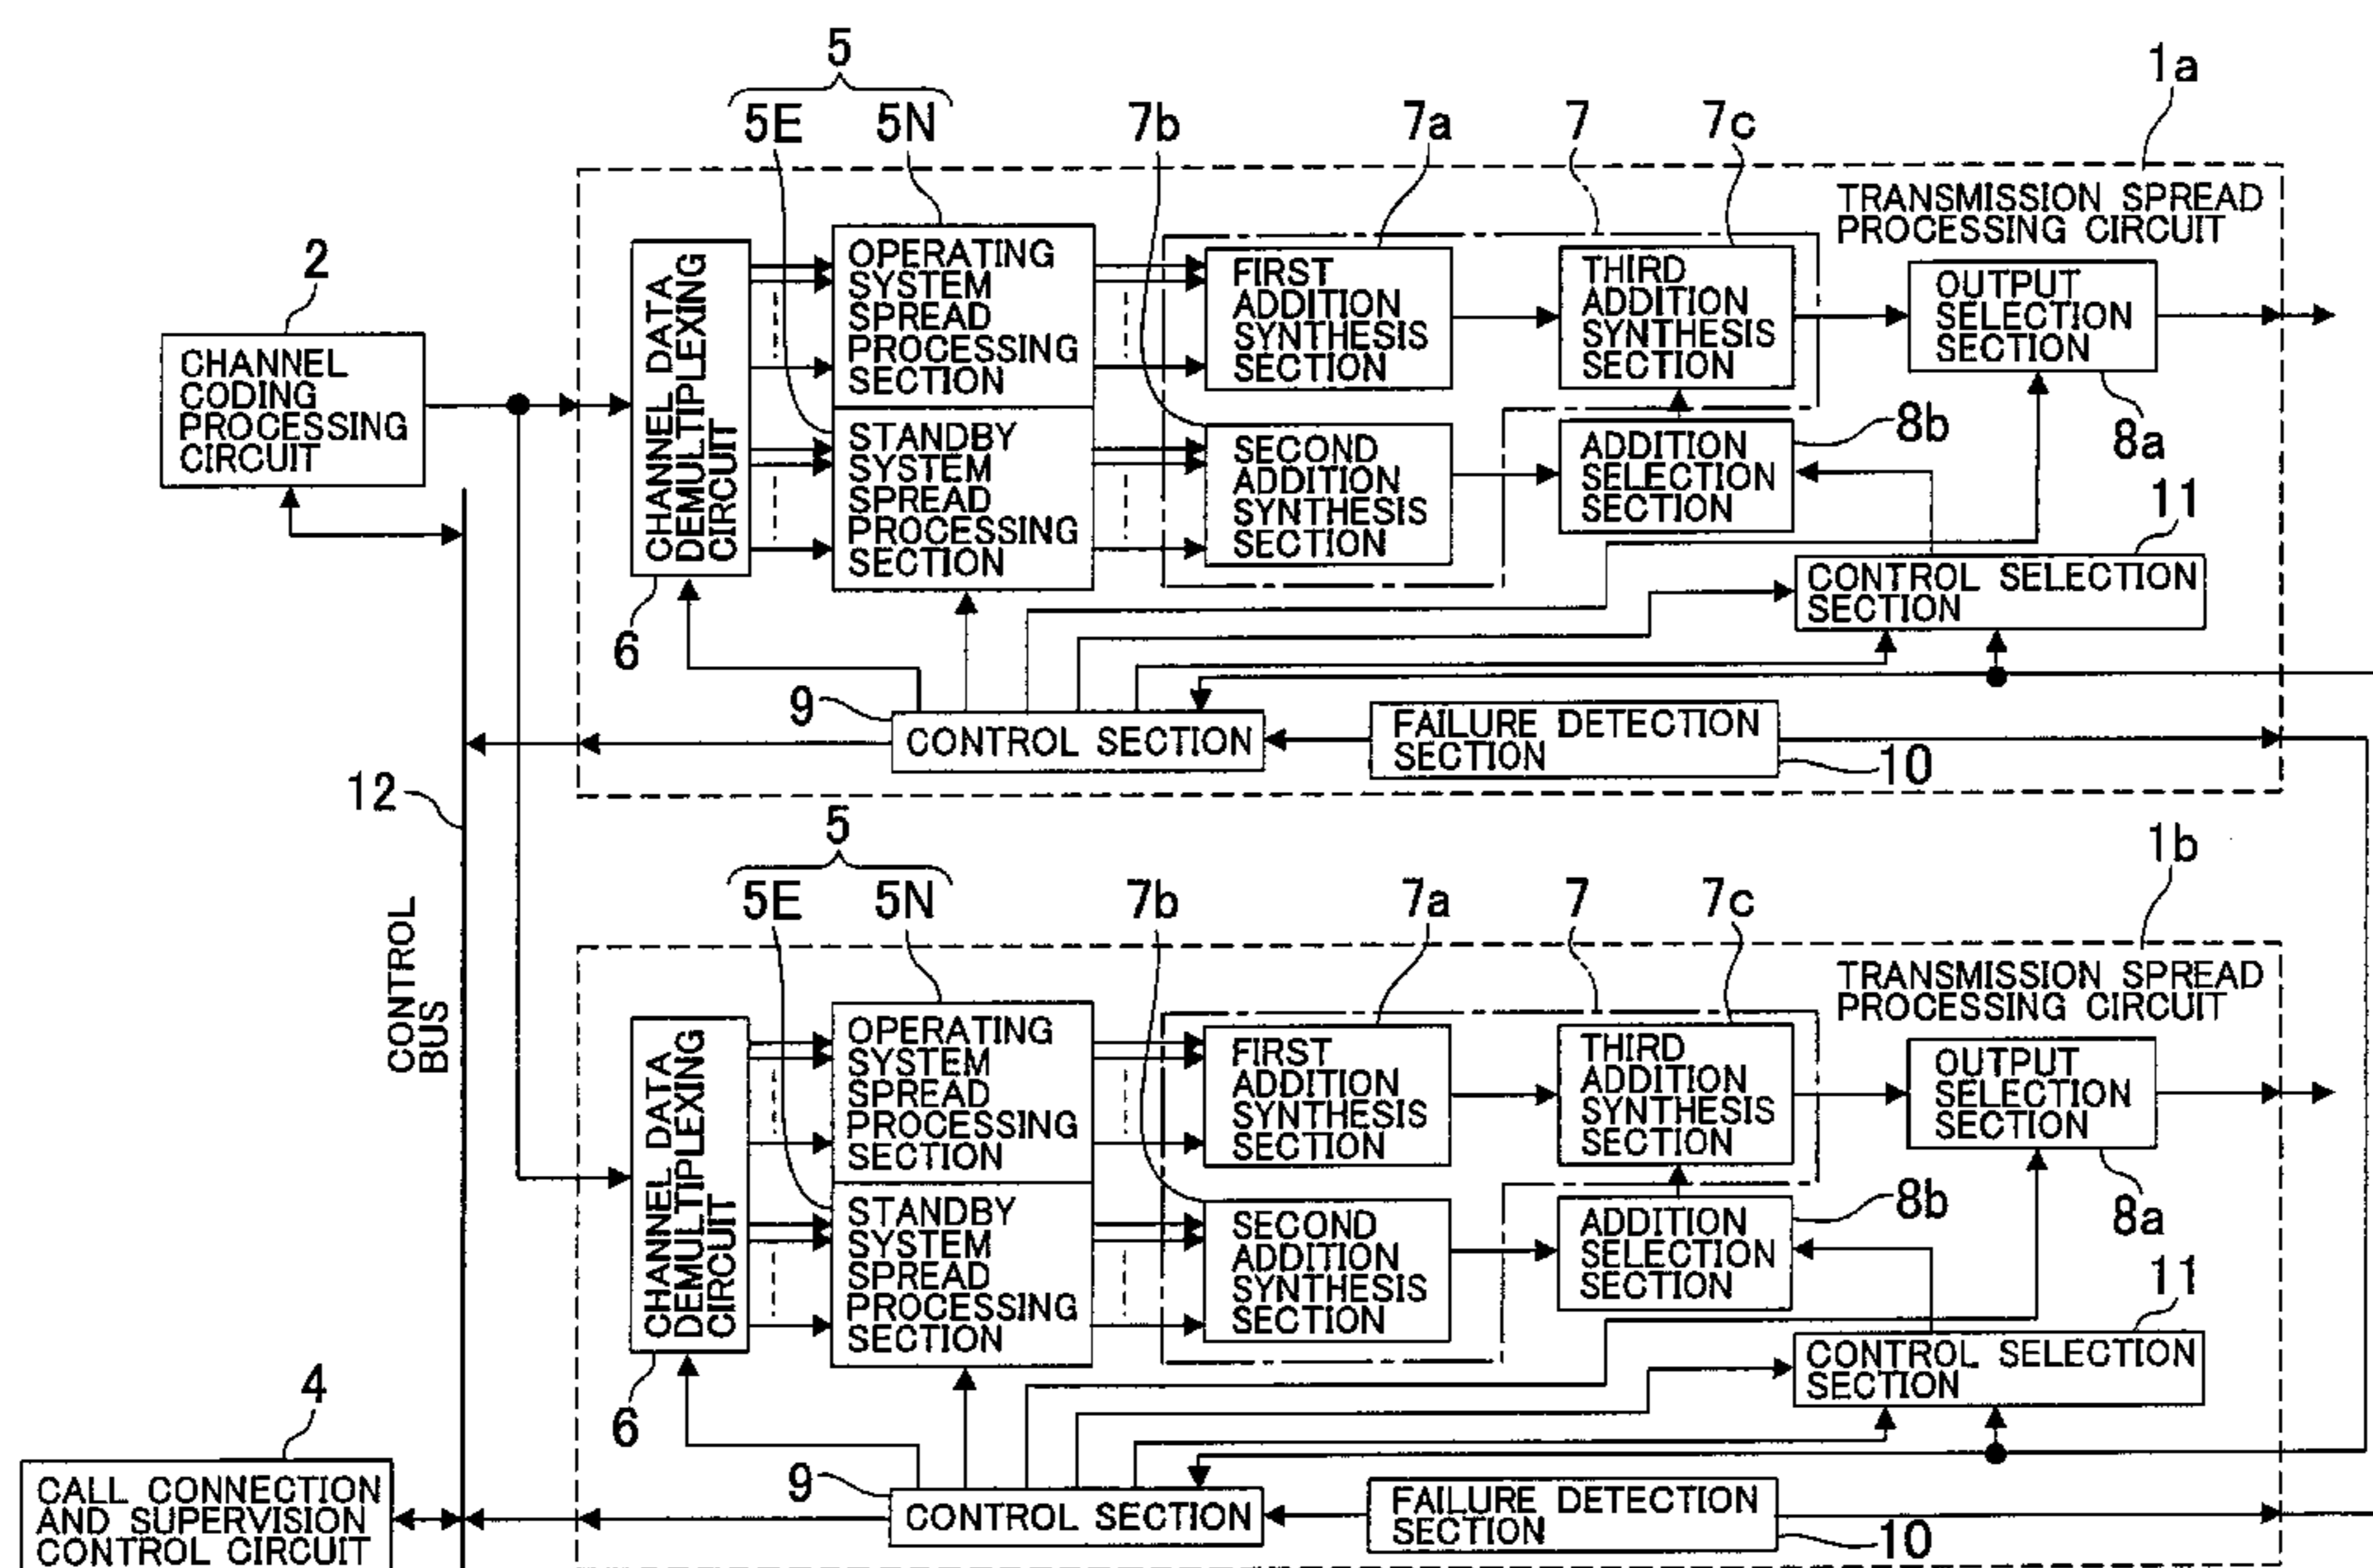 5
1a
5E
5N
7b
7a
7
7c
TRANSMISSION SPREAD
PROCESSING CIRCUIT
2
CHANNEL
CODING
PROCESSING
CIRCUIT
CHANNEL DATA
DEMULTIPLEXING
CIRCUIT
6
OPERATING
SYSTEM
SPREAD
PROCESSING
SECTION
STANDBY
SYSTEM
SPREAD
PROCESSING
SECTION
FIRST
ADDITION
SYNTHESIS
SECTION
SECOND
ADDITION
SYNTHESIS
SECTION
THIRD
ADDITION
SYNTHESIS
SECTION
ADDITION
SELECTION
SECTION
8b
OUTPUT
SELECTION
SECTION
8a
11
CONTROL SELECTION
SECTION
9
CONTROL SECTION
FAILURE DETECTION
SECTION
10
12
CONTROL
BUS
5
1b
5E
5N
7b
7a
7
7c
TRANSMISSION SPREAD
PROCESSING CIRCUIT
CHANNEL DATA
DEMULTIPLEXING
CIRCUIT
6
OPERATING
SYSTEM
SPREAD
PROCESSING
SECTION
STANDBY
SYSTEM
SPREAD
PROCESSING
SECTION
FIRST
ADDITION
SYNTHESIS
SECTION
SECOND
ADDITION
SYNTHESIS
SECTION
THIRD
ADDITION
SYNTHESIS
SECTION
ADDITION
SELECTION
SECTION
8b
OUTPUT
SELECTION
SECTION
8a
11
CONTROL SELECTION
SECTION
4
CALL CONNECTION
AND SUPERVISION
CONTROL CIRCUIT
9
CONTROL SECTION
FAILURE DETECTION
SECTION
10